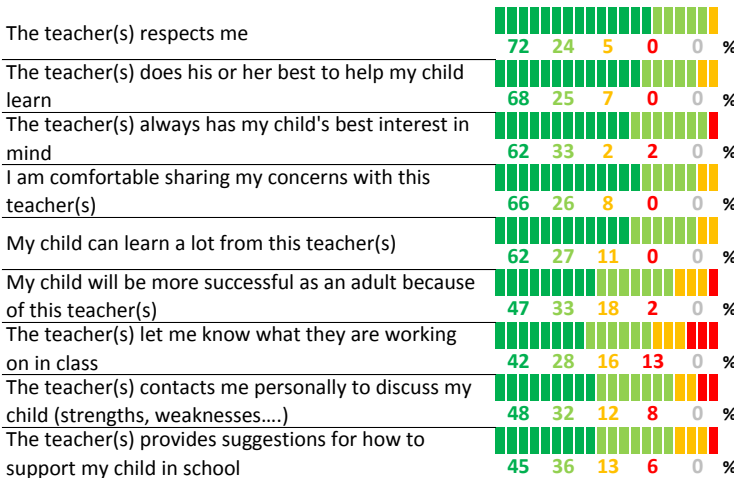 The teacher(s) respects me
72 24 5 0 0 %
The teacher(s) does his or her best to help my child
learn
68 25 7 0 0 %
The teacher(s) always has my child's best interest in
mind
62 33 2 2 0 %
I am comfortable sharing my concerns with this
teacher(s)
66 26 8 0 0 %
My child can learn a lot from this teacher(s)
62 27 11 0 0 %
My child will be more successful as an adult because
of this teacher(s)
47 33 18 2 0 %
The teacher(s) let me know what they are working
on in class
42 28 16 13 0 %
The teacher(s) contacts me personally to discuss my
child (strengths, weaknesses....)
48 32 12 8 0 %
The teacher(s) provides suggestions for how to
support my child in school
45 36 13 6 0 %